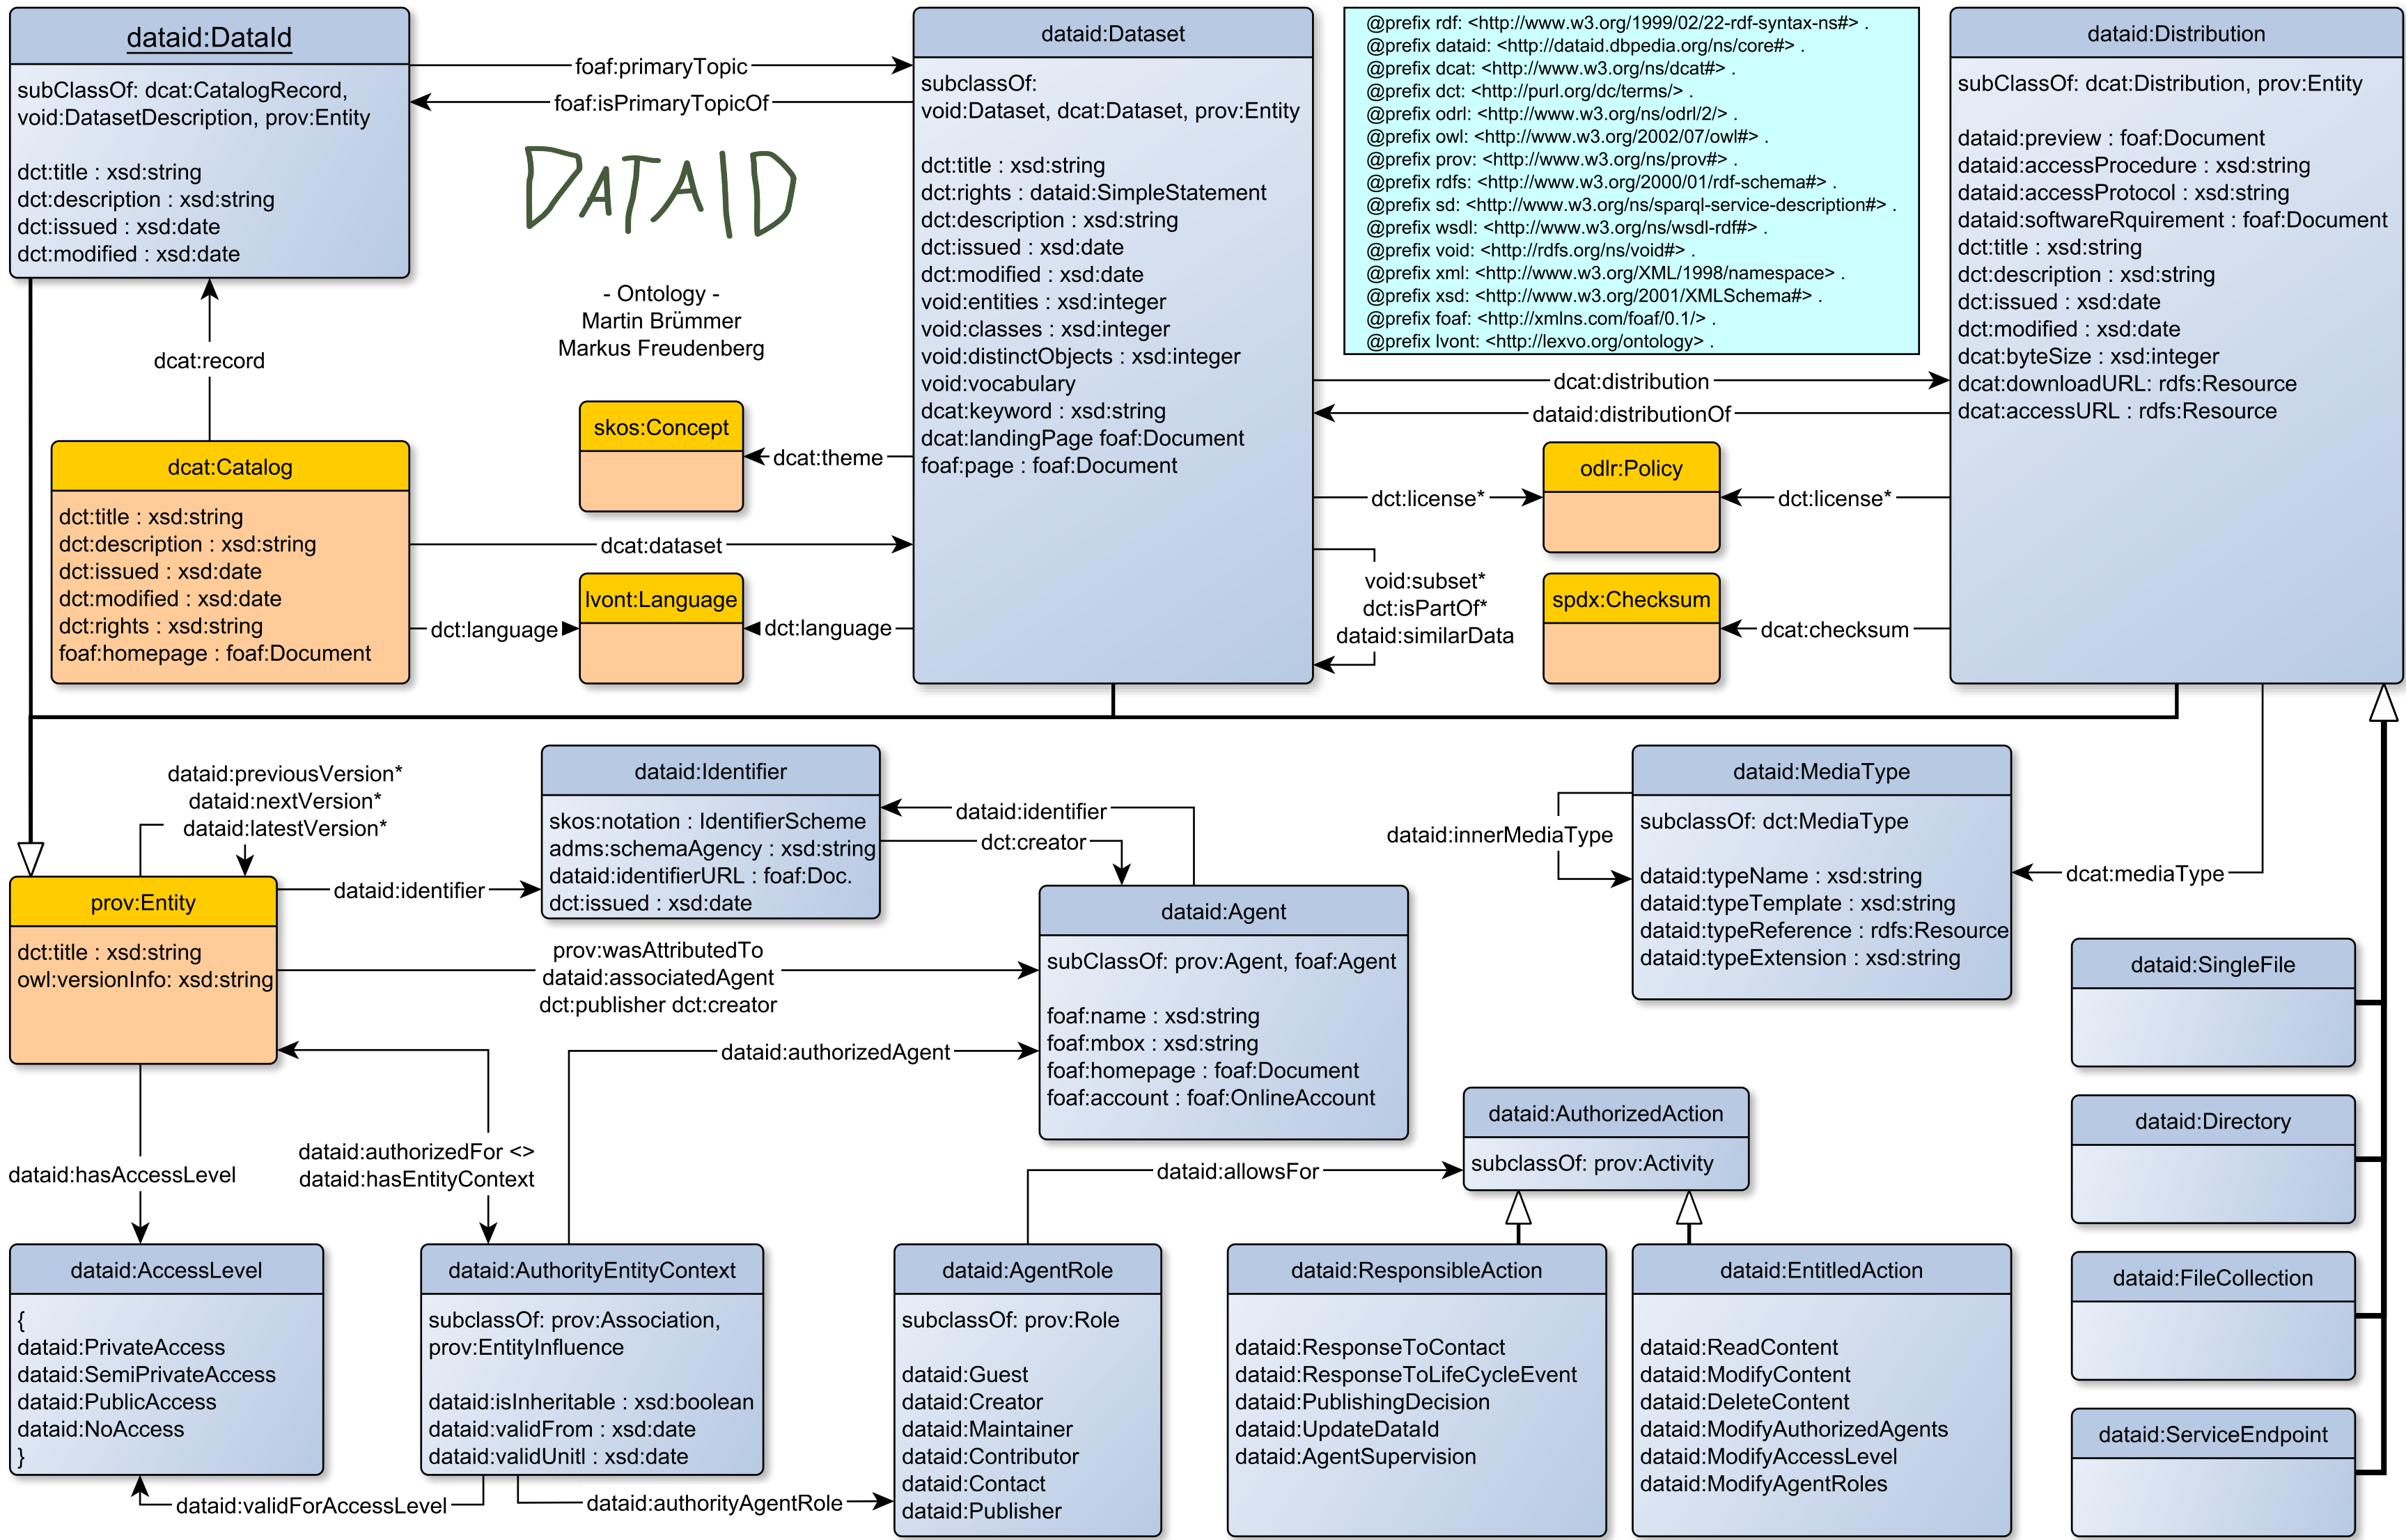 dataid:DataId
subClassOf: dcat:CatalogRecord,
void:DatasetDescription, prov:Entity
dct:title : xsd:string
dct:description : xsd:string
dct:issued : xsd:date
dct:modified : xsd:date
foaf:primaryTopic
foaf:isPrimaryTopicOf
DATAID
- Ontology -
Martin Brümmer
Markus Freudenberg
dataid:Dataset
subclassOf:
void:Dataset, dcat:Dataset, prov:Entity
dct:title : xsd:string
dct:rights : dataid:SimpleStatement
dct:description : xsd:string
dct:issued : xsd:date
dct:modified : xsd:date
void:entities : xsd:integer
void:classes : xsd:integer
void:distinctObjects : xsd:integer
void:vocabulary
dcat:keyword : xsd:string
dcat:landingPage foaf:Document
foaf:page : foaf:Document
@prefix rdf: <http://www.w3.org/1999/02/22-rdf-syntax-ns#> .
@prefix dataid: <http://dataid.dbpedia.org/ns/core#> .
@prefix dcat: <http://www.w3.org/ns/dcat#> .
@prefix dct: <http://purl.org/dc/terms/> .
@prefix odrl: <http://www.w3.org/ns/odrl/2/> .
@prefix owl: <http://www.w3.org/2002/07/owl#> .
@prefix prov: <http://www.w3.org/ns/prov#> .
@prefix rdfs: <http://www.w3.org/2000/01/rdf-schema#> .
@prefix sd: <http://www.w3.org/ns/sparql-service-description#> .
@prefix wsdl: <http://www.w3.org/ns/wsdl-rdf#> .
@prefix void: <http://rdfs.org/ns/void#> .
@prefix xml: <http://www.w3.org/XML/1998/namespace> .
@prefix xsd: <http://www.w3.org/2001/XMLSchema#> .
@prefix foaf: <http://xmlns.com/foaf/0.1/> .
@prefix lvont: <http://lexvo.org/ontology> .
dataid:Distribution
subClassOf: dcat:Distribution, prov:Entity
dataid:preview : foaf:Document
dataid:accessProcedure : xsd:string
dataid:accessProtocol : xsd:string
dataid:softwareRquirement : foaf:Document
dct:title : xsd:string
dct:description : xsd:string
dct:issued : xsd:date
dct:modified : xsd:date
dcat:byteSize : xsd:integer
dcat:downloadURL: rdfs:Resource
dcat:accessURL : rdfs:Resource
dcat:record
dcat:Catalog
dct:title : xsd:string
dct:description : xsd:string
dct:issued : xsd:date
dct:modified : xsd:date
dct:rights : xsd:string
foaf:homepage : foaf:Document
skos:Concept
dcat:theme
dcat:dataset
lvont:Language
dct:language
dct:language
dcat:distribution
dataid:distributionOf
odlr:Policy
dct:license*
dct:license*
void:subset*
dct:isPartOf*
dataid:similarData
spdx:Checksum
dcat:checksum
dataid:previousVersion*
dataid:nextVersion*
dataid:latestVersion*
prov:Entity
dct:title : xsd:string
owl:versionInfo: xsd:string
dataid:identifier
dataid:Identifier
skos:notation : IdentifierScheme
adms:schemaAgency : xsd:string
dataid:identifierURL : foaf:Doc.
dct:issued : xsd:date
dataid:identifier
dct:creator
prov:wasAttributedTo
dataid:associatedAgent
dct:publisher dct:creator
dataid:authorizedAgent
dataid:Agent
subClassOf: prov:Agent, foaf:Agent
foaf:name : xsd:string
foaf:mbox : xsd:string
foaf:homepage : foaf:Document
foaf:account : foaf:OnlineAccount
dataid:innerMediaType
dataid:MediaType
subclassOf: dct:MediaType
dataid:typeName : xsd:string
dataid:typeTemplate : xsd:string
dataid:typeReference : rdfs:Resource
dataid:typeExtension : xsd:string
dcat:mediaType
dataid:SingleFile
dataid:Directory
dataid:FileCollection
dataid:ServiceEndpoint
dataid:hasAccessLevel
dataid:authorizedFor <>
dataid:hasEntityContext
dataid:allowsFor
dataid:AuthorizedAction
subclassOf: prov:Activity
dataid:AccessLevel
{
dataid:PrivateAccess
dataid:SemiPrivateAccess
dataid:PublicAccess
dataid:NoAccess
}
dataid:validForAccessLevel
dataid:AuthorityEntityContext
subclassOf: prov:Association,
prov:EntityInfluence
dataid:isInheritable : xsd:boolean
dataid:validFrom : xsd:date
dataid:validUnitl : xsd:date
dataid:authorityAgentRole
dataid:AgentRole
subclassOf: prov:Role
dataid:Guest
dataid:Creator
dataid:Maintainer
dataid:Contributor
dataid:Contact
dataid:Publisher
dataid:ResponsibleAction
dataid:ResponseToContact
dataid:ResponseToLifeCycleEvent
dataid:PublishingDecision
dataid:UpdateDataId
dataid:AgentSupervision
dataid:EntitledAction
dataid:ReadContent
dataid:ModifyContent
dataid:DeleteContent
dataid:ModifyAuthorizedAgents
dataid:ModifyAccessLevel
dataid:ModifyAgentRoles